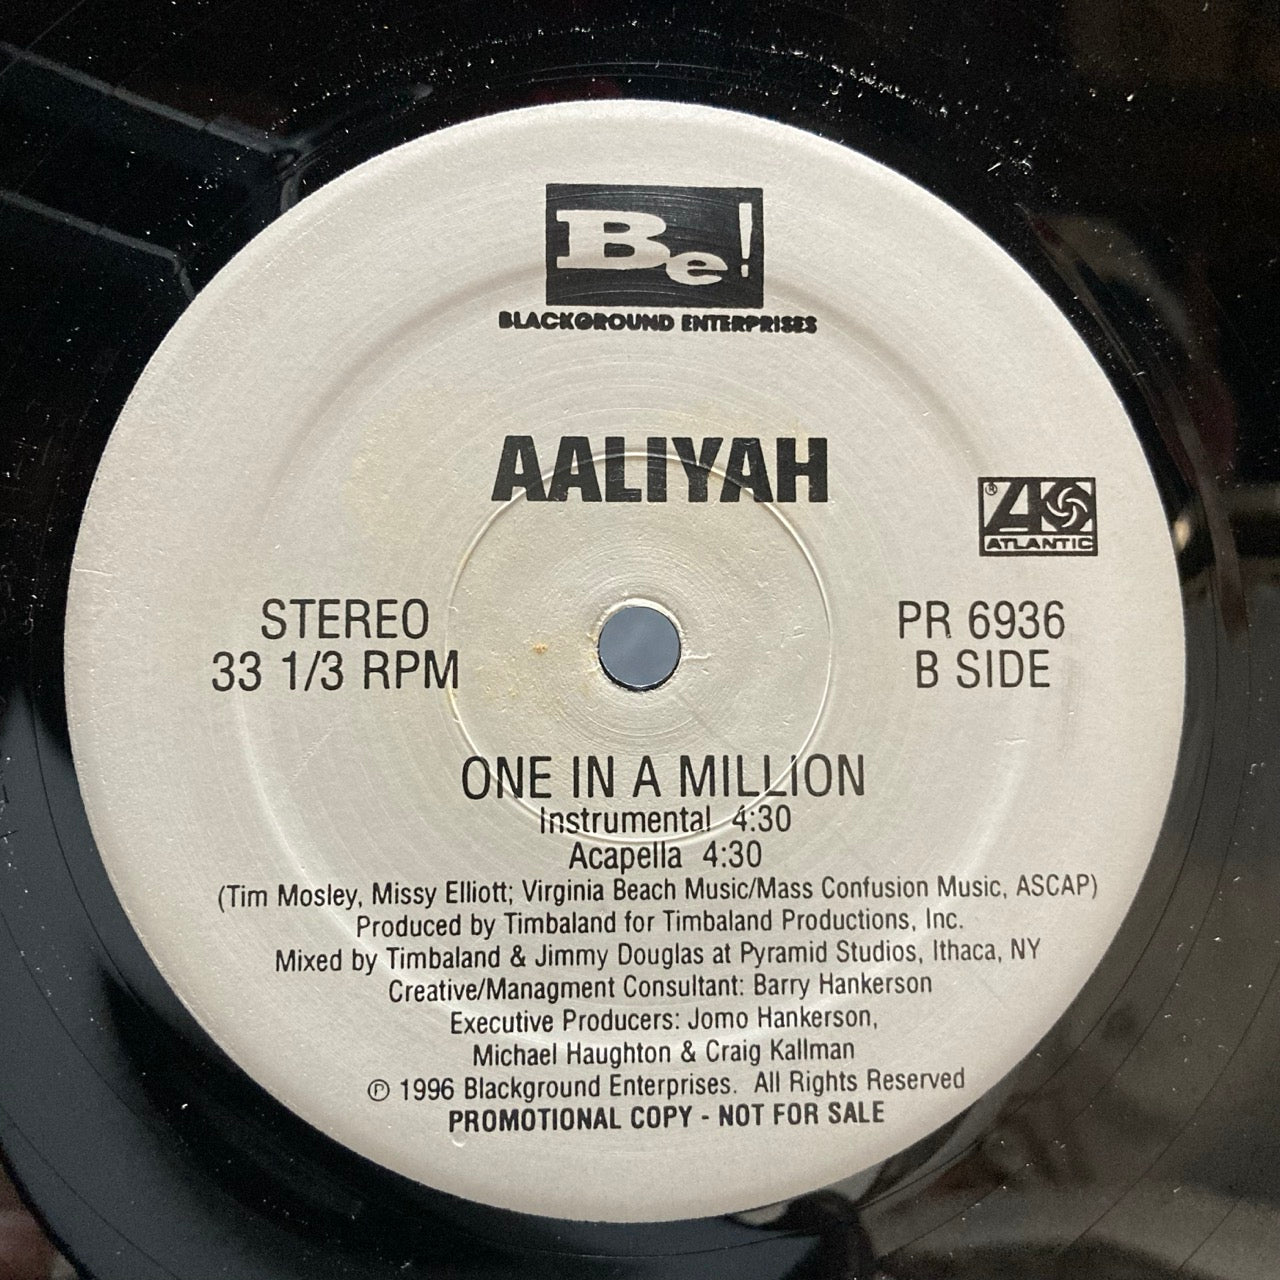 Be!
BLACKGROUND ENTERPRISES
AALIYAH
®
ATLANTIC
STEREO
33 1/3 RPM
PR 6936
B SIDE
ONE IN A MILLION
Instrumental 4:30
Acapella 4:30
(Tim Mosley, Missy Elliott; Virginia Beach Music/Mass Confusion Music, ASCAP)
Produced by Timbaland for Timbaland Productions, Inc.
Mixed by Timbaland & Jimmy Douglas at Pyramid Studios, Ithaca, NY
Creative/Managment Consultant: Barry Hankerson
Executive Producers: Jomo Hankerson,
Michael Haughton & Craig Kallman
℗ 1996 Blackground Enterprises. All Rights Reserved
PROMOTIONAL COPY - NOT FOR SALE